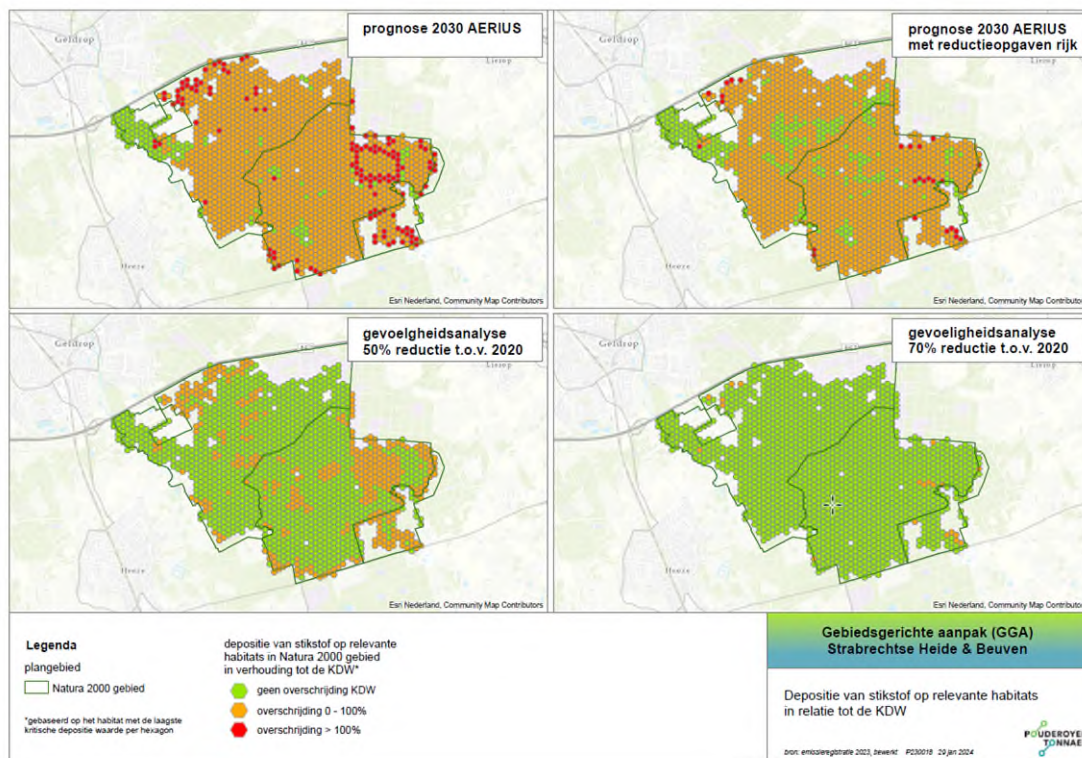 prognose 2030 AERIUS
Geldrop
Heeze
Esri Nederland, Community Map Contributors
prognose 2030 AERIUS
met reductieopgaven rijk
Geldrop
Lierop
Heeze
Esri Nederland, Community Map Contributors
gevoelgheidsanalyse
50% reductie t.o.v. 2020
Geldrop
Lierop
Heeze
Esri Nederland, Community Map Contributors
gevoeligheidsanalyse
70% reductie t.o.v. 2020
Geldrop
Lierop
Heeze
Esri Nederland, Community Map Contributors
Legenda
plangebied
Natura 2000 gebied
*gebaseerd op het habitat met de laagste
kritische depositie waarde per hexagon
depositie van stikstof op relevante
habitats in Natura 2000 gebied
in verhouding tot de KDW*
geen overschrijding KDW
overschrijding 0 - 100%
overschrijding > 100%
Gebiedsgerichte aanpak (GGA)
Strabrechtse Heide & Beuven
Depositie van stikstof op relevante habitats
in relatie tot de KDW
bron: emissieregistratie 2023, bewerkt P230018 29 jan 2024
POUDEROYEN
TONNAER